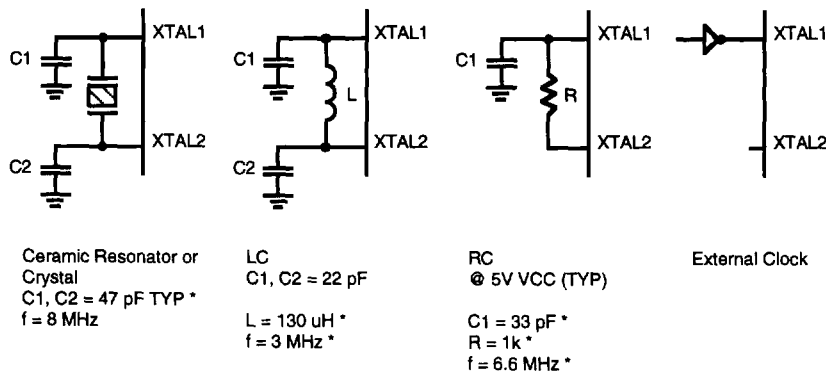 XTAL1
C1
XTAL2
C2
XTAL1
C1
L
XTAL2
C2
XTAL1
C1
R
XTAL2
XTAL1
XTAL2
Ceramic Resonator or
Crystal
C1, C2 = 47 pF TYP *
f = 8 MHz
LC
C1, C2 = 22 pF
L = 130 uH *
f = 3 MHz *
RC
@ 5V VCC (TYP)
C1 = 33 pF *
R = 1k *
f = 6.6 MHz *
External Clock